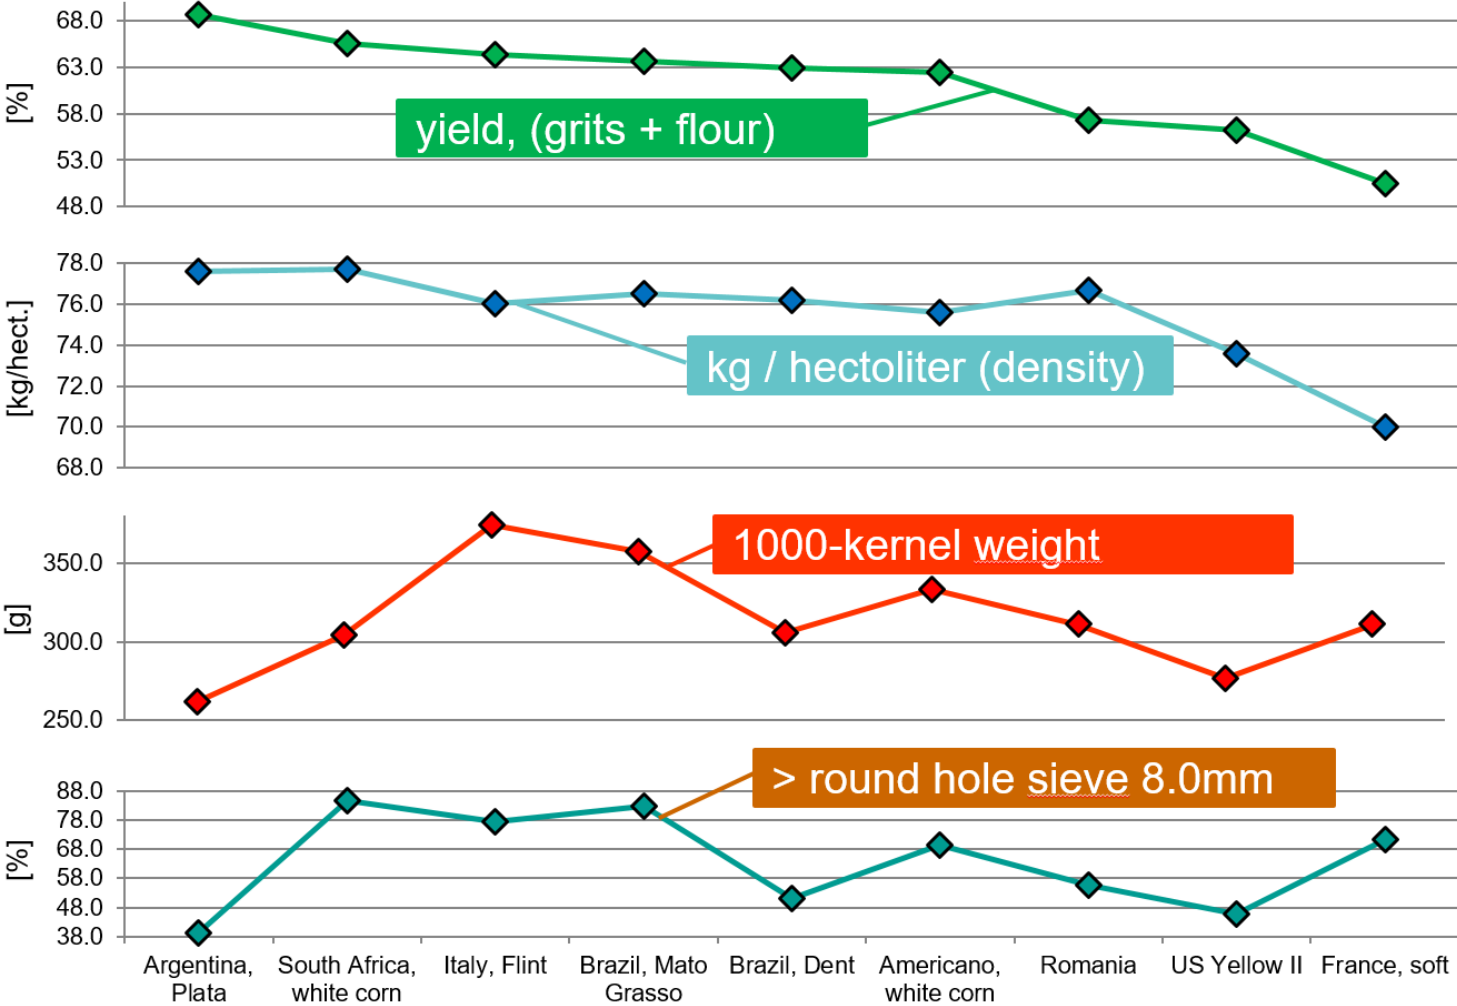 68.0
63.0
58.0
53.0
48.0
[%]
yield, (grits + flour)
78.0
76.0
74.0
72.0
70.0
68.0
[kg/hect.]
kg / hectoliter (density)
350.0
300.0
250.0
[g]
1000-kernel weight
88.0
78.0
68.0
58.0
48.0
38.0
[%]
> round hole sieve 8.0mm
Argentina,
Plata
South Africa,
white corn
Italy, Flint
Brazil, Mato
Grasso
Brazil, Dent
Americano,
white corn
Romania
US Yellow II
France, soft